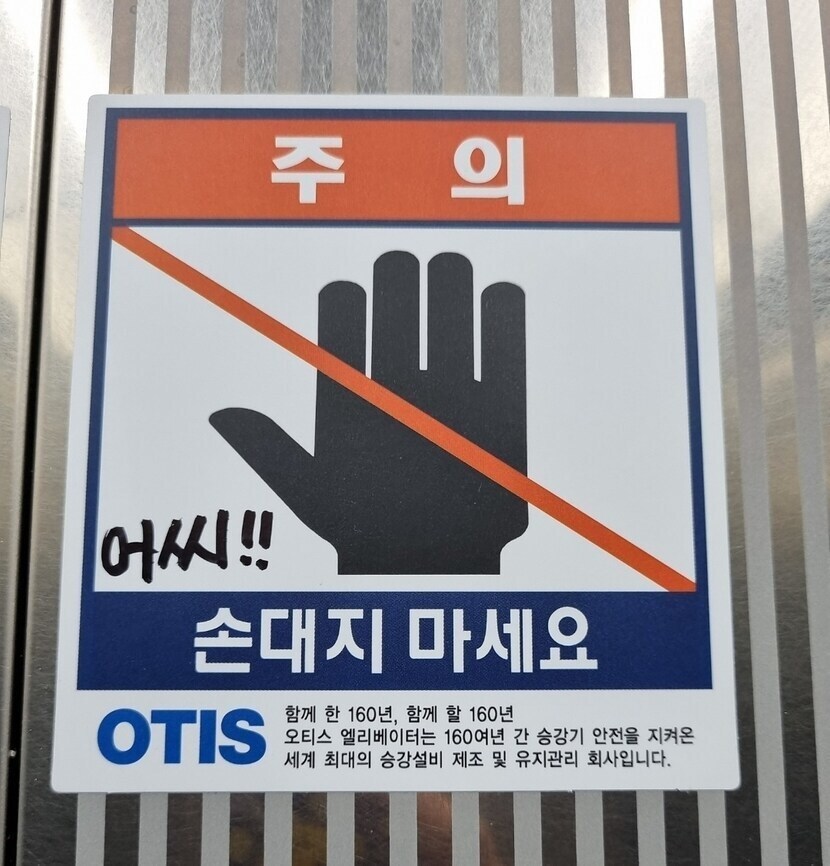 주 의
어씨!!
손대지 마세요
OTIS
함께 한 160년, 함께 할 160년
오티스 엘리베이터는 160여년 간 승강기 안전을 지켜온
세계 최대의 승강설비 제조 및 유지관리 회사입니다.